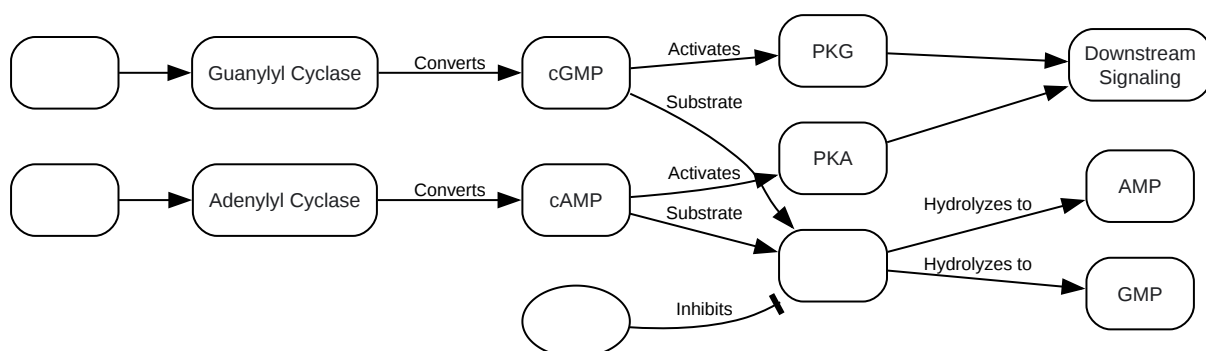 Guanylyl Cyclase
Converts
cGMP
Activates
PKG
Downstream
Signaling
Substrate
Adenylyl Cyclase
Converts
cAMP
Activates
PKA
Substrate
Hydrolyzes to
AMP
Hydrolyzes to
GMP
Inhibits